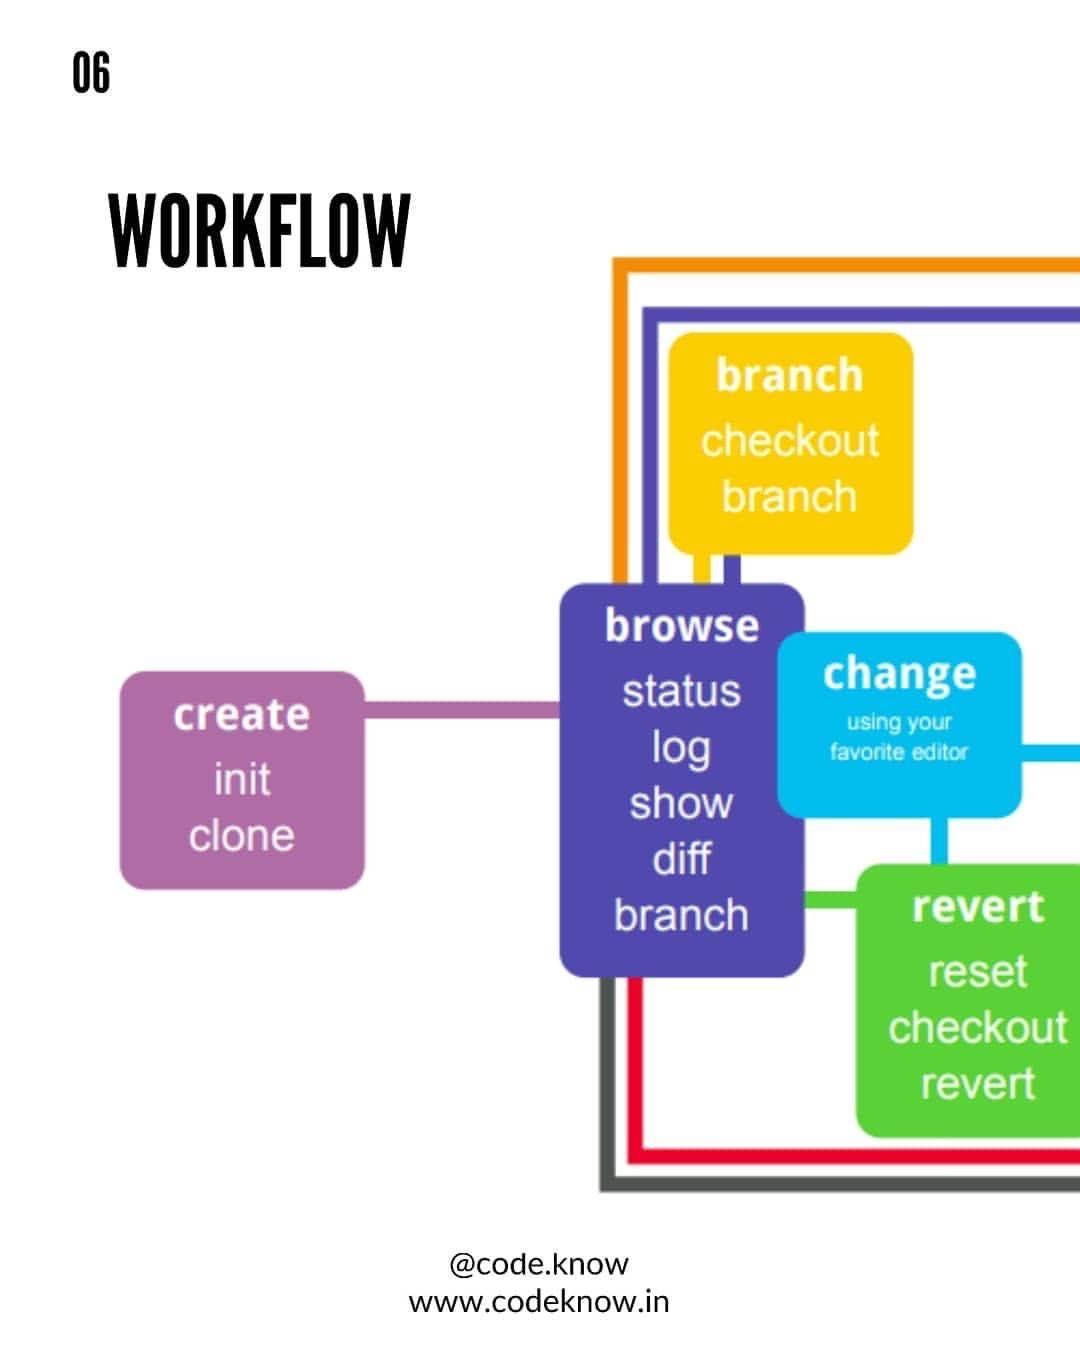 06
WORKFLOW
branch
checkout
branch
create
init
clone
browse
status
log
show
diff
branch
change
using your
favorite editor
revert
reset
checkout
revert
@code.know
www.codeknow.in